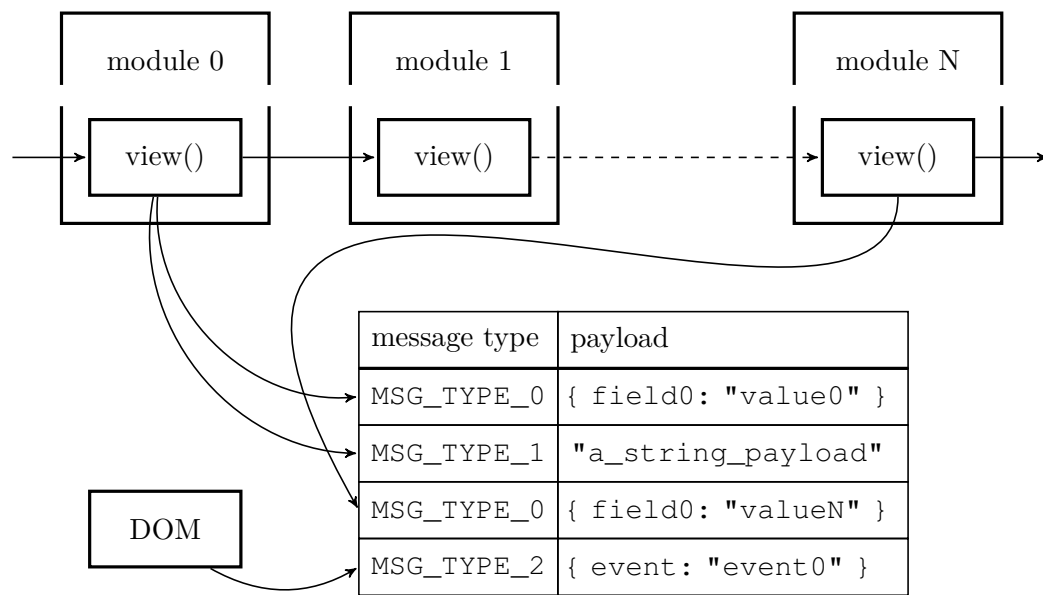 module 0 module 1 module N
view() view() view()
message type payload
MSG_TYPE_0 { field0: "value0" }
MSG_TYPE_1 "a_string_payload"
MSG_TYPE_0 { field0: "valueN" }
DOM
MSG_TYPE_2 { event: "event0" }